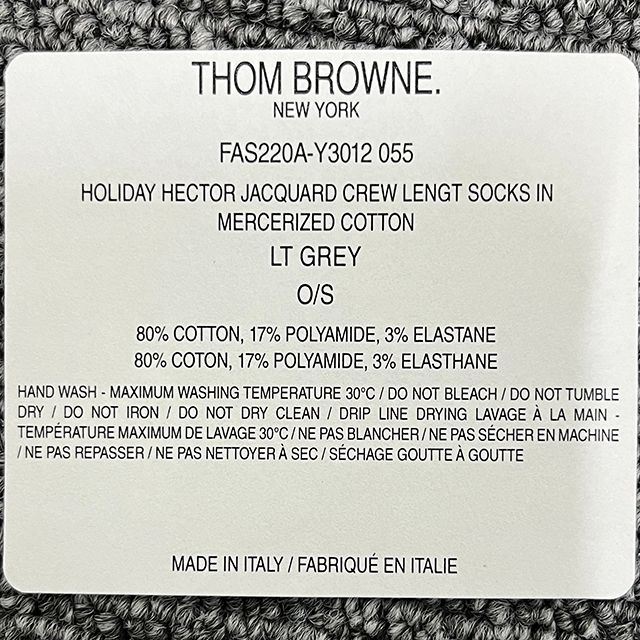 THOM BROWNE.
NEW YORK
FAS220A-Y3012 055
HOLIDAY HECTOR JACQUARD CREW LENGT SOCKS IN
MERCERIZED COTTON
LT GREY
O/S
80% COTTON, 17% POLYAMIDE, 3% ELASTANE
80% COTON, 17% POLYAMIDE, 3% ELASTHANE
HAND WASH - MAXIMUM WASHING TEMPERATURE 30°C / DO NOT BLEACH / DO NOT TUMBLE
DRY / DO NOT IRON / DO NOT DRY CLEAN / DRIP LINE DRYING LAVAGE À LA MAIN -
TEMPÉRATURE MAXIMUM DE LAVAGE 30°C / NE PAS BLANCHER / NE PAS SÉCHER EN MACHINE
/ NE PAS REPASSER / NE PAS NETTOYER À SEC / SÉCHAGE GOUTTE À GOUTTE
MADE IN ITALY / FABRIQUÉ EN ITALIE